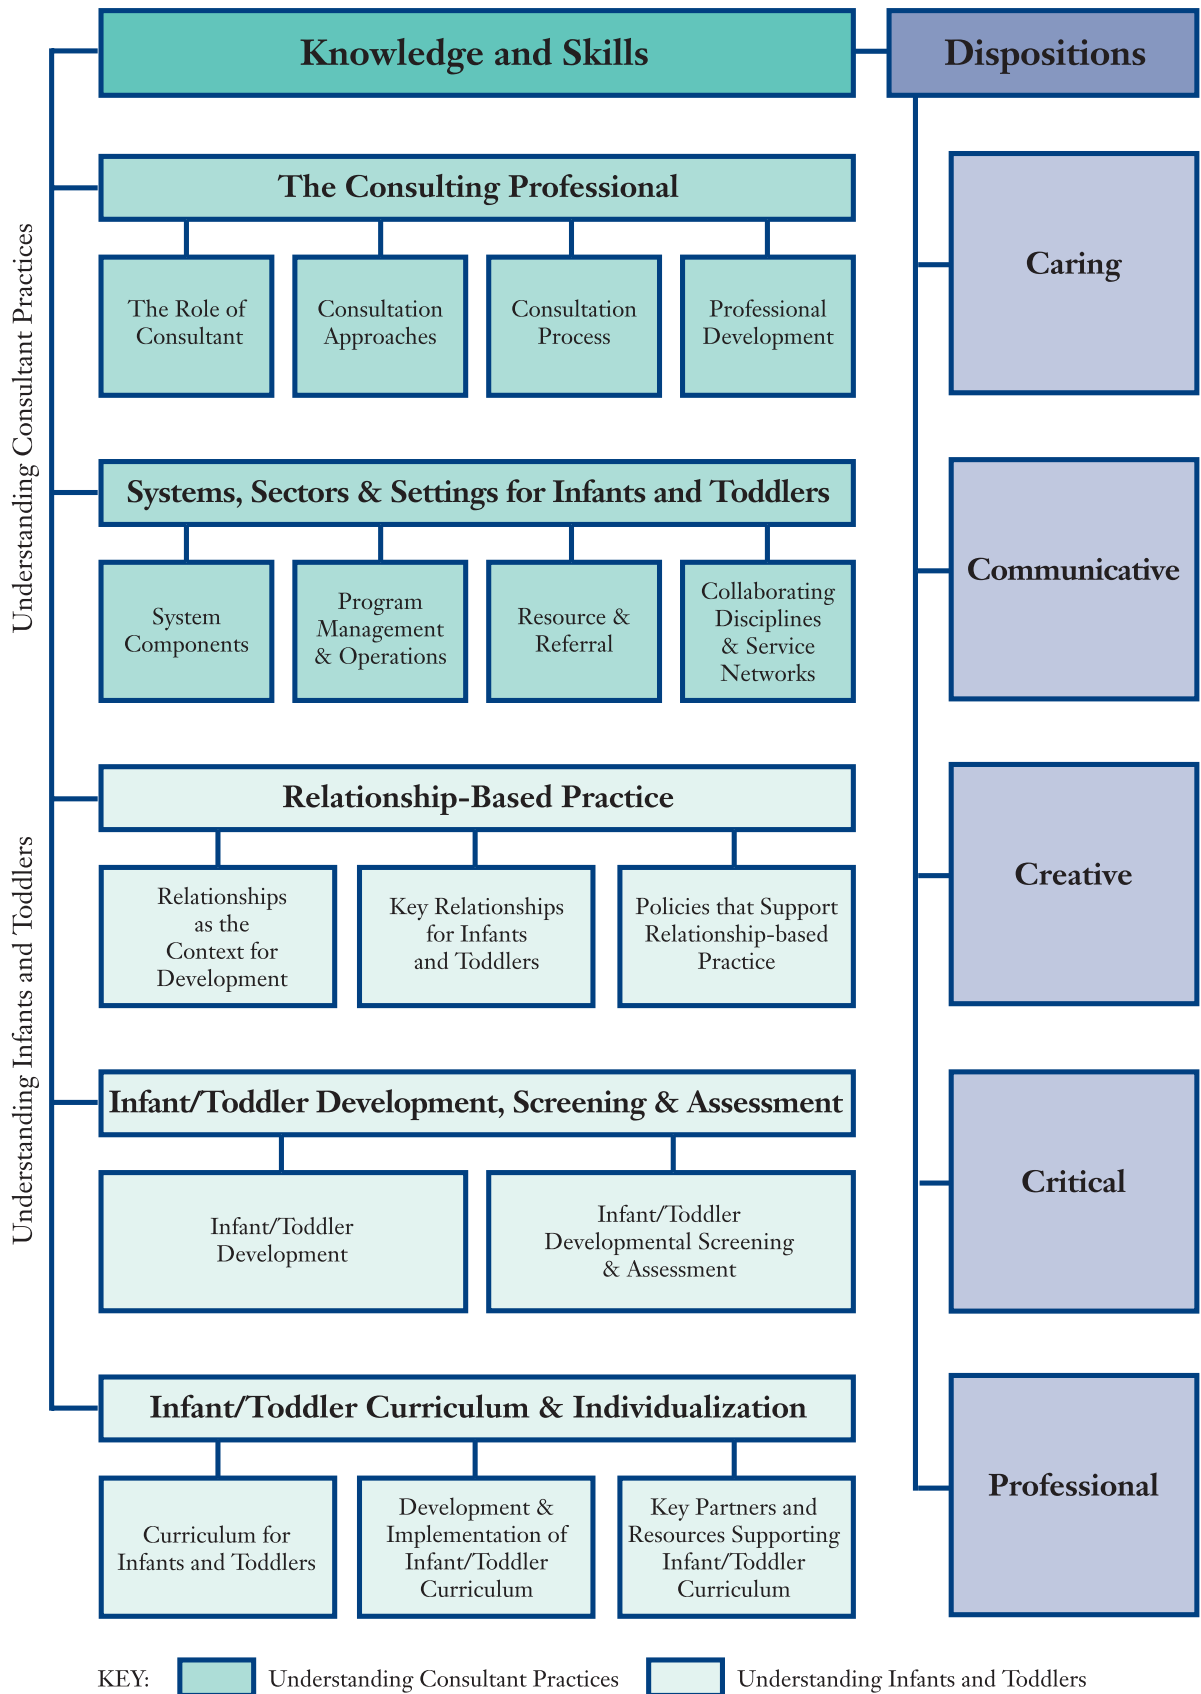 Knowledge and Skills
Dispositions
Understanding Consultant Practices
The Consulting Professional
The Role of
Consultant
Consultation
Approaches
Consultation
Process
Professional
Development
Caring
Systems, Sectors & Settings for Infants and Toddlers
System
Components
Program
Management
& Operations
Resource &
Referral
Collaborating
Disciplines
& Service
Networks
Communicative
Understanding Infants and Toddlers
Relationship-Based Practice
Relationships
as the
Context for
Development
Key Relationships
for Infants
and Toddlers
Policies that Support
Relationship-based
Practice
Creative
Infant/Toddler Development, Screening & Assessment
Infant/Toddler
Development
Infant/Toddler
Developmental Screening
& Assessment
Critical
Infant/Toddler Curriculum & Individualization
Curriculum for
Infants and Toddlers
Development &
Implementation of
Infant/Toddler
Curriculum
Key Partners and
Resources Supporting
Infant/Toddler
Curriculum
Professional
KEY:
Understanding Consultant Practices
Understanding Infants and Toddlers